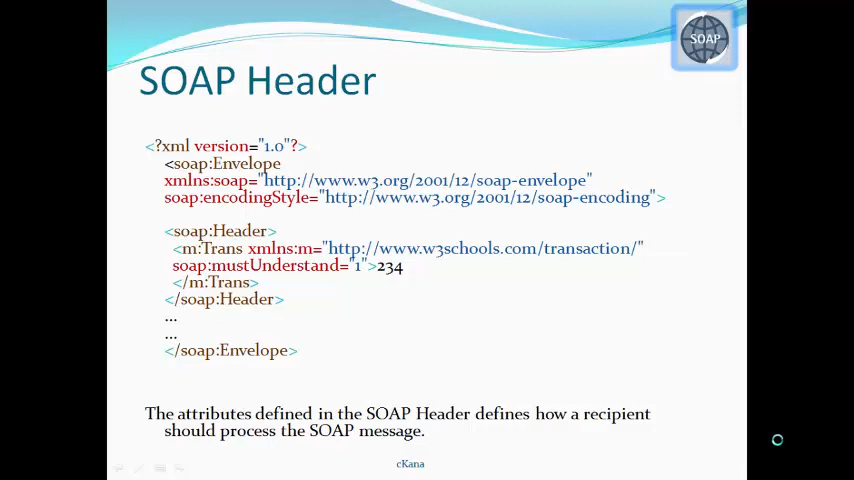 SOAP
SOAP Header
<?xml version="1.0"?>
<soap:Envelope
xmlns:soap="http://www.w3.org/2001/12/soap-envelope"
soap:encodingStyle="http://www.w3.org/2001/12/soap-encoding">
<soap:Header>
<m:Trans xmlns:m="http://www.w3schools.com/transaction/"
soap:mustUnderstand="1">234
</m:Trans>
</soap:Header>
...
...
</soap:Envelope>
The attributes defined in the SOAP Header defines how a recipient
should process the SOAP message.
cKana